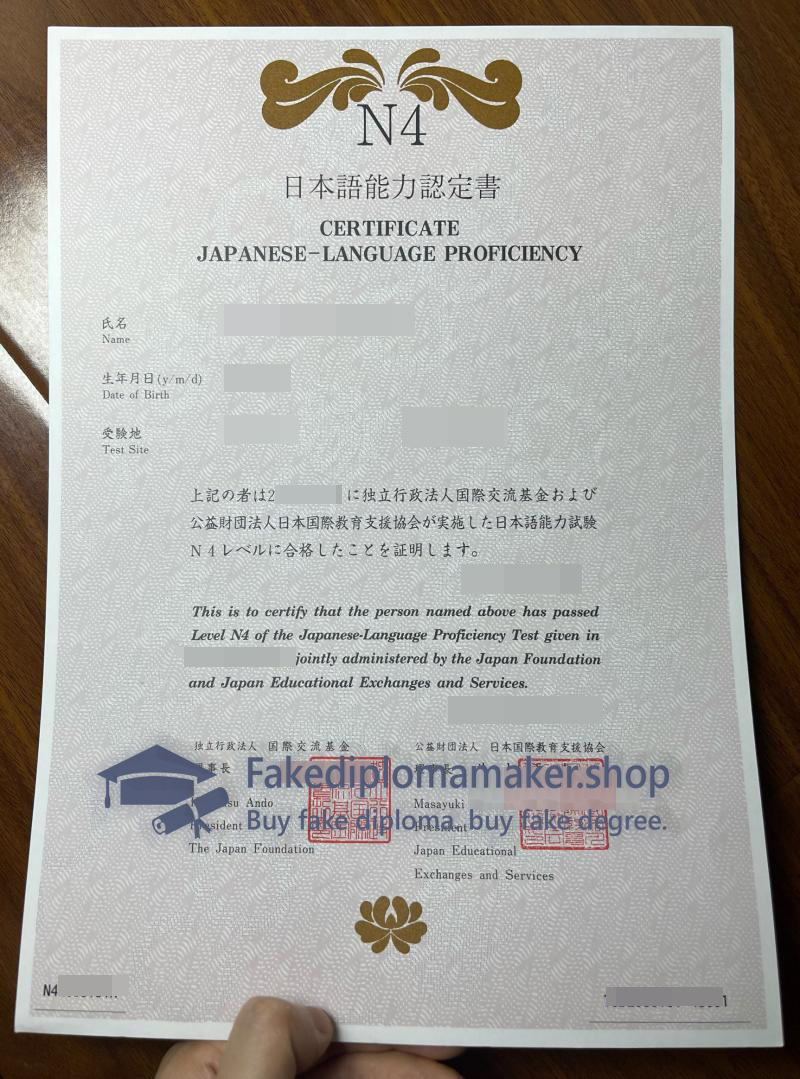 N4
日本語能力認定書
CERTIFICATE
JAPANESE-LANGUAGE PROFICIENCY
氏名
Name
生年月日(y/m/d)
Date of Birth
受験地
Test Site
上記の者は2 に独立行政法人国際交流基金および
公益財団法人日本国際教育支援協会が実施した日本語能力試験
N4レベルに合格したことを証明します。
This is to certify that the person named above has passed
Level N4 of the Japanese-Language Proficiency Test given in
jointly administered by the Japan Foundation
and Japan Educational Exchanges and Services.
独立行政法人 国際交流基金
理事長
Ando
President
The Japan Foundation
公益財団法人 日本国際教育支援協会
理事長
Masayuki
President
Japan Educational
Exchanges and Services
Fakediplomamaker.shop
Buy fake diploma, buy fake degree.
N4